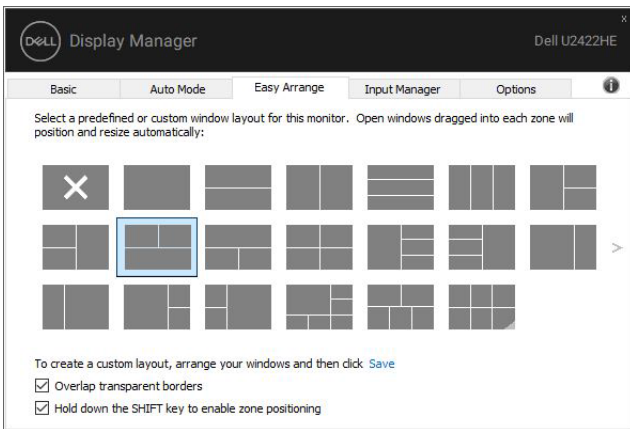 x
DELL Display Manager Dell U2422HE
Basic Auto Mode Easy Arrange Input Manager Options
Select a predefined or custom window layout for this monitor. Open windows dragged into each zone will
position and resize automatically:
To create a custom layout, arrange your windows and then click Save
Overlap transparent borders
Hold down the SHIFT key to enable zone positioning